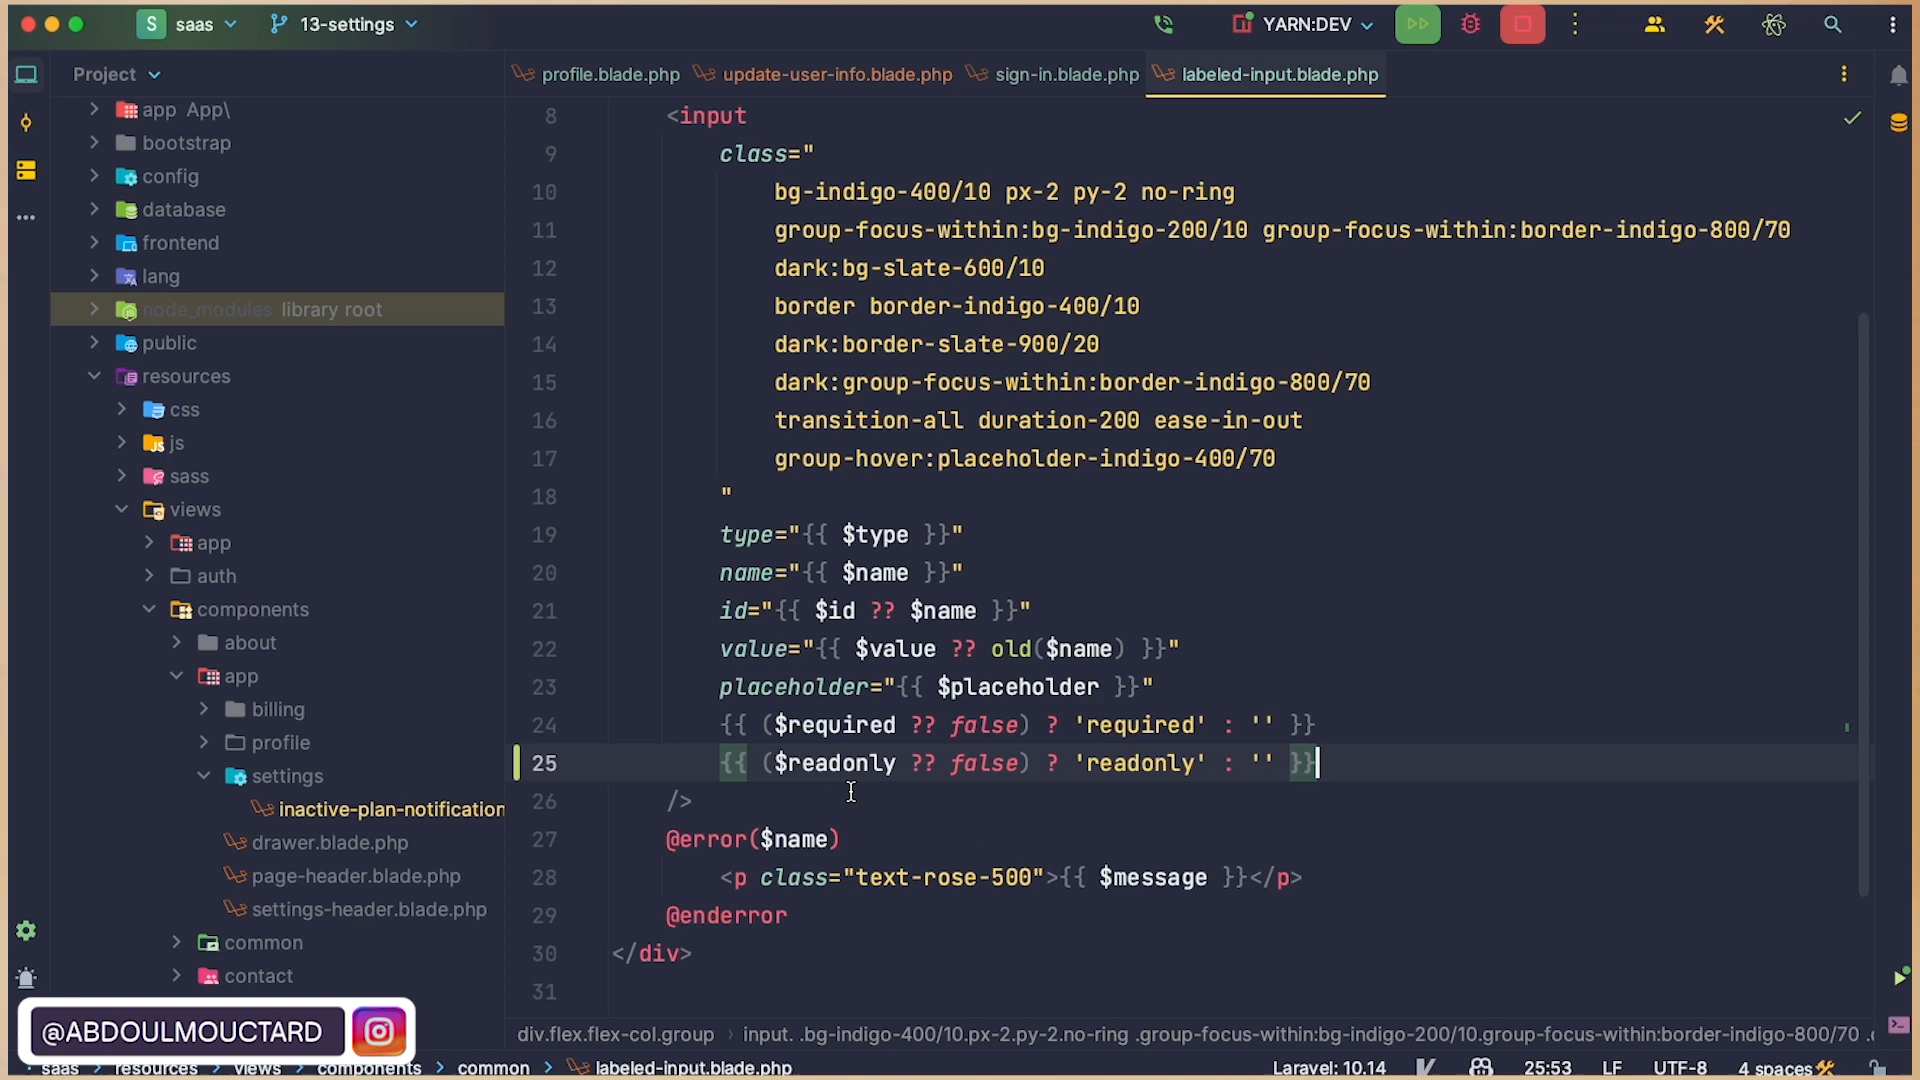 S saas 13-settings YARN:DEV
Project
profile.blade.php update-user-info.blade.php sign-in.blade.php labeled-input.blade.php
app App\
bootstrap
config
database
frontend
lang
node_modules library root
public
resources
css
js
sass
views
app
auth
components
about
app
billing
profile
settings
inactive-plan-notification
drawer.blade.php
page-header.blade.php
settings-header.blade.php
common
contact
8 <input
9 class="
10 bg-indigo-400/10 px-2 py-2 no-ring
11 group-focus-within:bg-indigo-200/10 group-focus-within:border-indigo-800/70
12 dark:bg-slate-600/10
13 border border-indigo-400/10
14 dark:border-slate-900/20
15 dark:group-focus-within:border-indigo-800/70
16 transition-all duration-200 ease-in-out
17 group-hover:placeholder-indigo-400/70
18 "
19 type="{{ $type }}"
20 name="{{ $name }}"
21 id="{{ $id ?? $name }}"
22 value="{{ $value ?? old($name) }}"
23 placeholder="{{ $placeholder }}"
24 {{ ($required ?? false) ? 'required' : '' }}
25 {{ ($readonly ?? false) ? 'readonly' : '' }}
26 />
27 @error($name)
28 <p class="text-rose-500">{{ $message }}</p>
29 @enderror
30 </div>
31
@ABDOULMOUCTARD
div.flex.flex-col.group › input. .bg-indigo-400/10.px-2.py-2.no-ring .group-focus-within:bg-indigo-200/10.group-focus-within:border-indigo-800/70
saas › resources › views › components › common › labeled-input.blade.php Laravel: 10.14 25:53 LF UTF-8 4 spaces